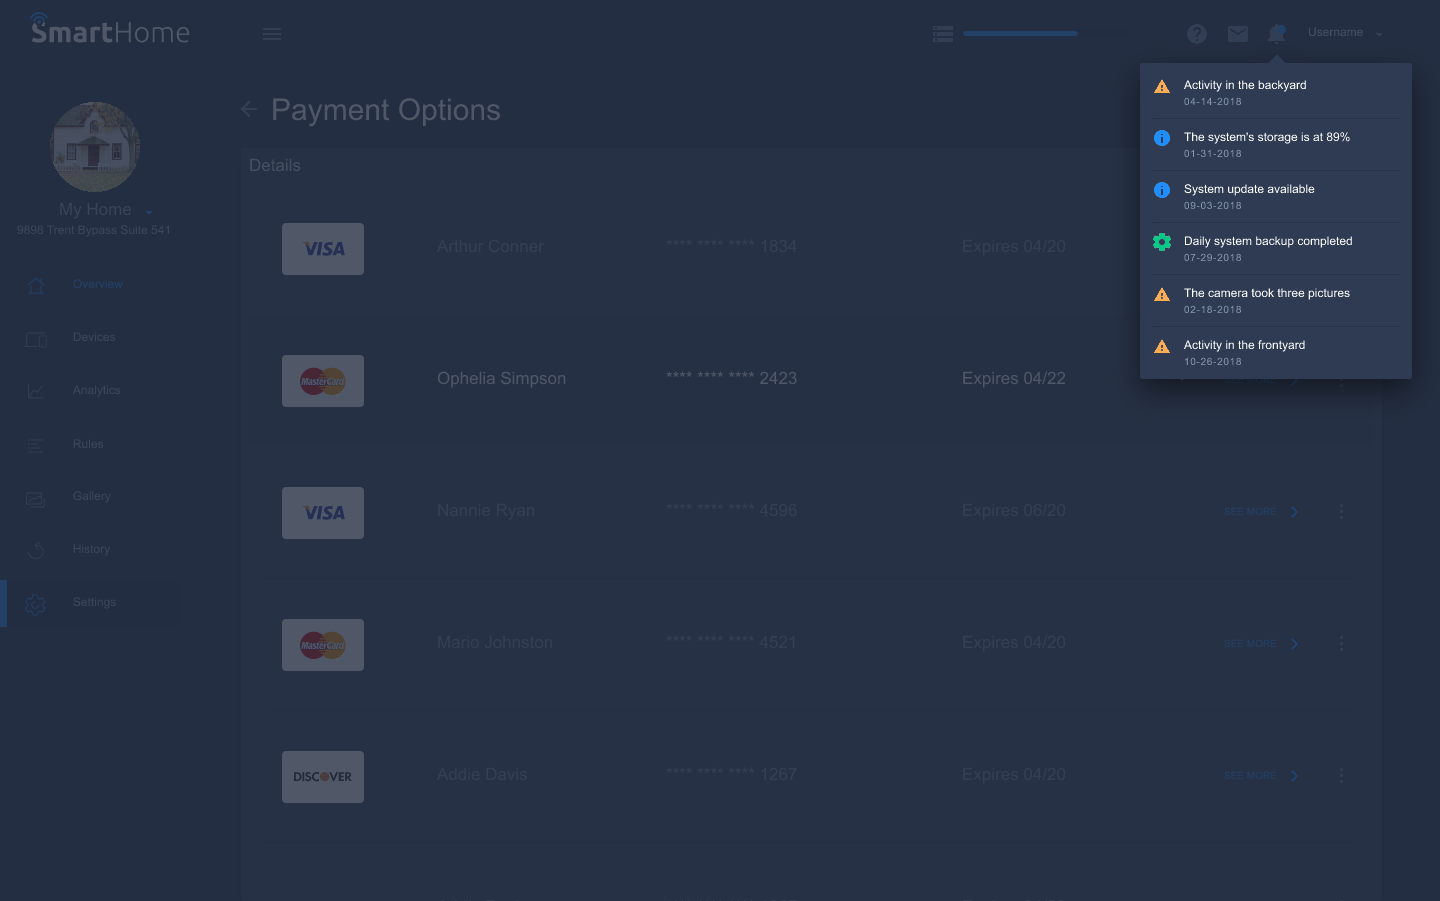 SmartHome
Username
Payment Options
Details
My Home
9898 Trent Bypass Suite 541
Overview
Devices
Analytics
Rules
Gallery
History
Settings
VISA
Arthur Conner
**** **** **** 1834
Expires 04/20
MasterCard
Ophelia Simpson
**** **** **** 2423
Expires 04/22
VISA
Nannie Ryan
**** **** **** 4596
Expires 06/20
SEE MORE
MasterCard
Mario Johnston
**** **** **** 4521
Expires 04/20
SEE MORE
DISCOVER
Addie Davis
**** **** **** 1267
Expires 04/20
SEE MORE
Activity in the backyard
04-14-2018
The system's storage is at 89%
01-31-2018
System update available
09-03-2018
Daily system backup completed
07-29-2018
The camera took three pictures
02-18-2018
Activity in the frontyard
10-26-2018